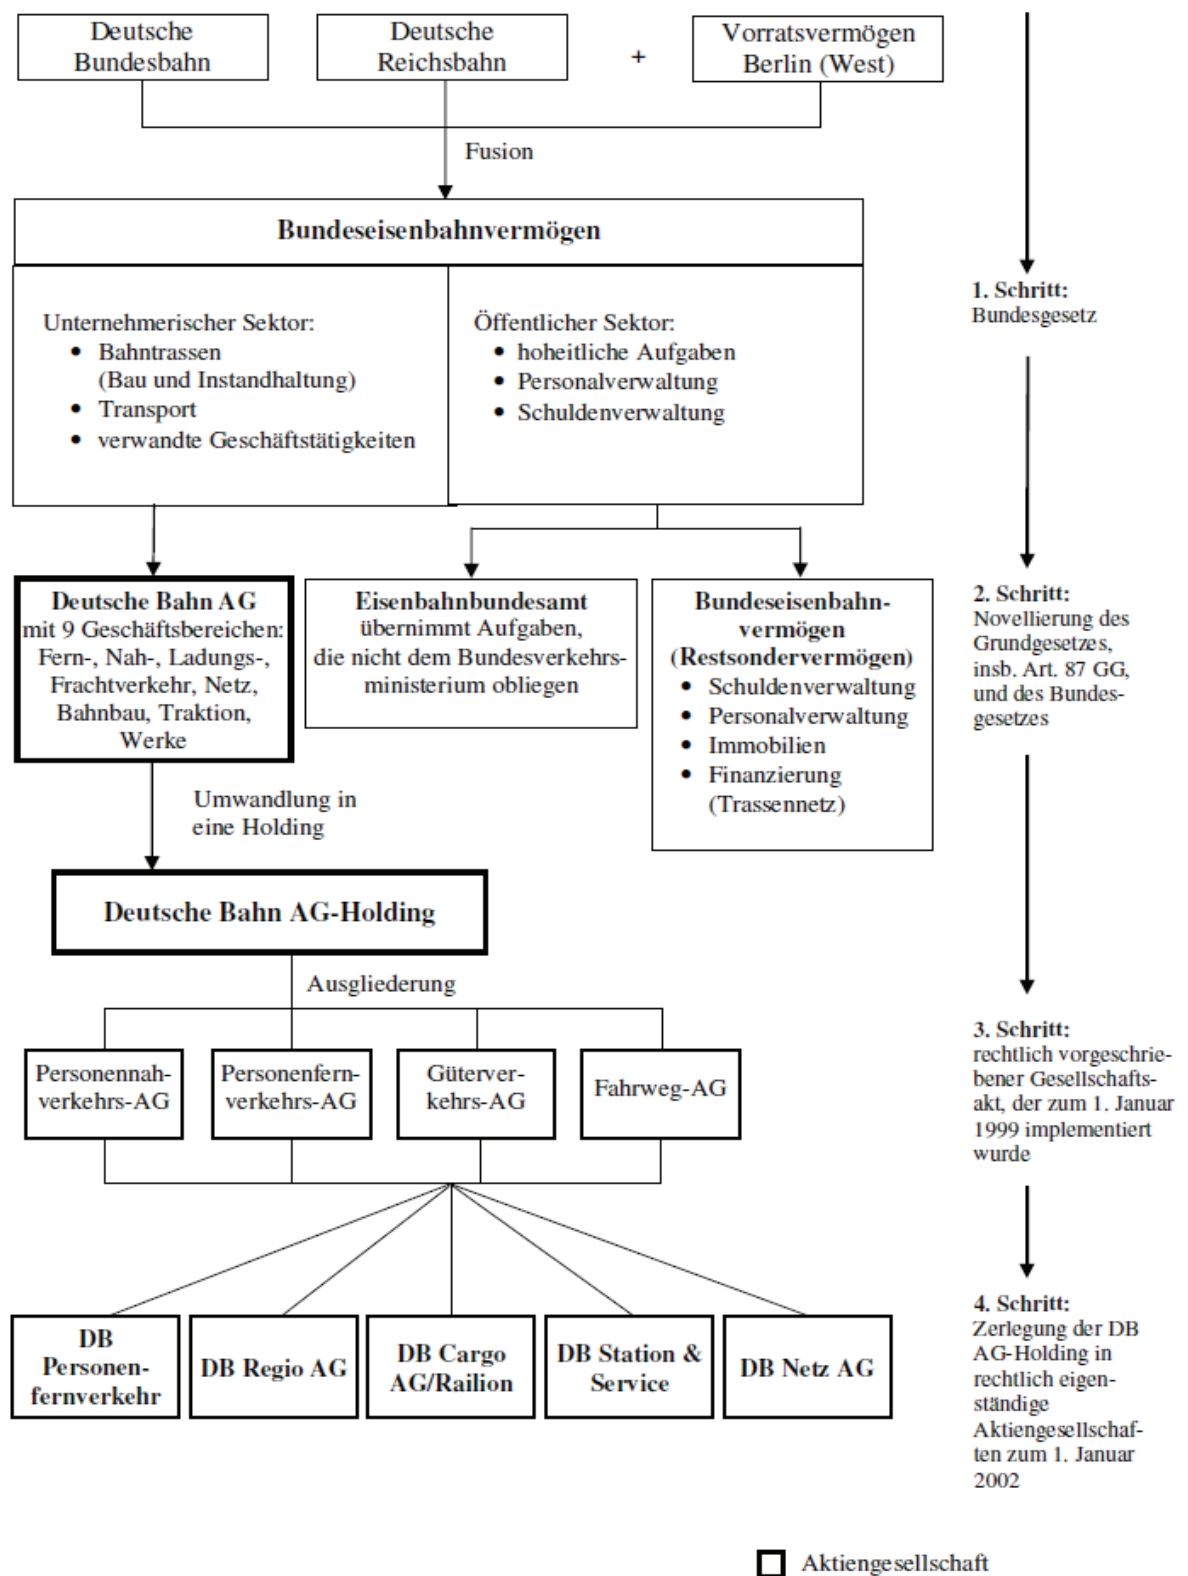 Deutsche
Bundesbahn
Deutsche
Reichsbahn
+
Vorratsvermögen
Berlin (West)
Fusion
Bundeseisenbahnvermögen
Unternehmerischer Sektor:
• Bahntrassen
(Bau und Instandhaltung)
• Transport
• verwandte Geschäftstätigkeiten
Öffentlicher Sektor:
• hoheitliche Aufgaben
• Personalverwaltung
• Schuldenverwaltung
1. Schritt:
Bundesgesetz
Deutsche Bahn AG
mit 9 Geschäftsbereichen:
Fern-, Nah-, Ladungs-,
Frachtverkehr, Netz,
Bahnbau, Traktion,
Werke
Eisenbahnbundesamt
übernimmt Aufgaben,
die nicht dem Bundesverkehrs-
ministerium obliegen
Bundeseisenbahn-
vermögen
(Restsondervermögen)
• Schuldenverwaltung
• Personalverwaltung
• Immobilien
• Finanzierung
(Trassennetz)
2. Schritt:
Novellierung des
Grundgesetzes,
insb. Art. 87 GG,
und des Bundes-
gesetzes
Umwandlung in
eine Holding
Deutsche Bahn AG-Holding
Ausgliederung
Personennah-
verkehrs-AG
Personenfern-
verkehrs-AG
Güterver-
kehrs-AG
Fahrweg-AG
3. Schritt:
rechtlich vorgeschrie-
bener Gesellschafts-
akt, der zum 1. Januar
1999 implementiert
wurde
DB
Personen-
fernverkehr
DB Regio AG
DB Cargo
AG/Railion
DB Station &
Service
DB Netz AG
4. Schritt:
Zerlegung der DB
AG-Holding in
rechtlich eigen-
ständige
Aktiengesellschaf-
ten zum 1. Januar
2002
Aktiengesellschaft